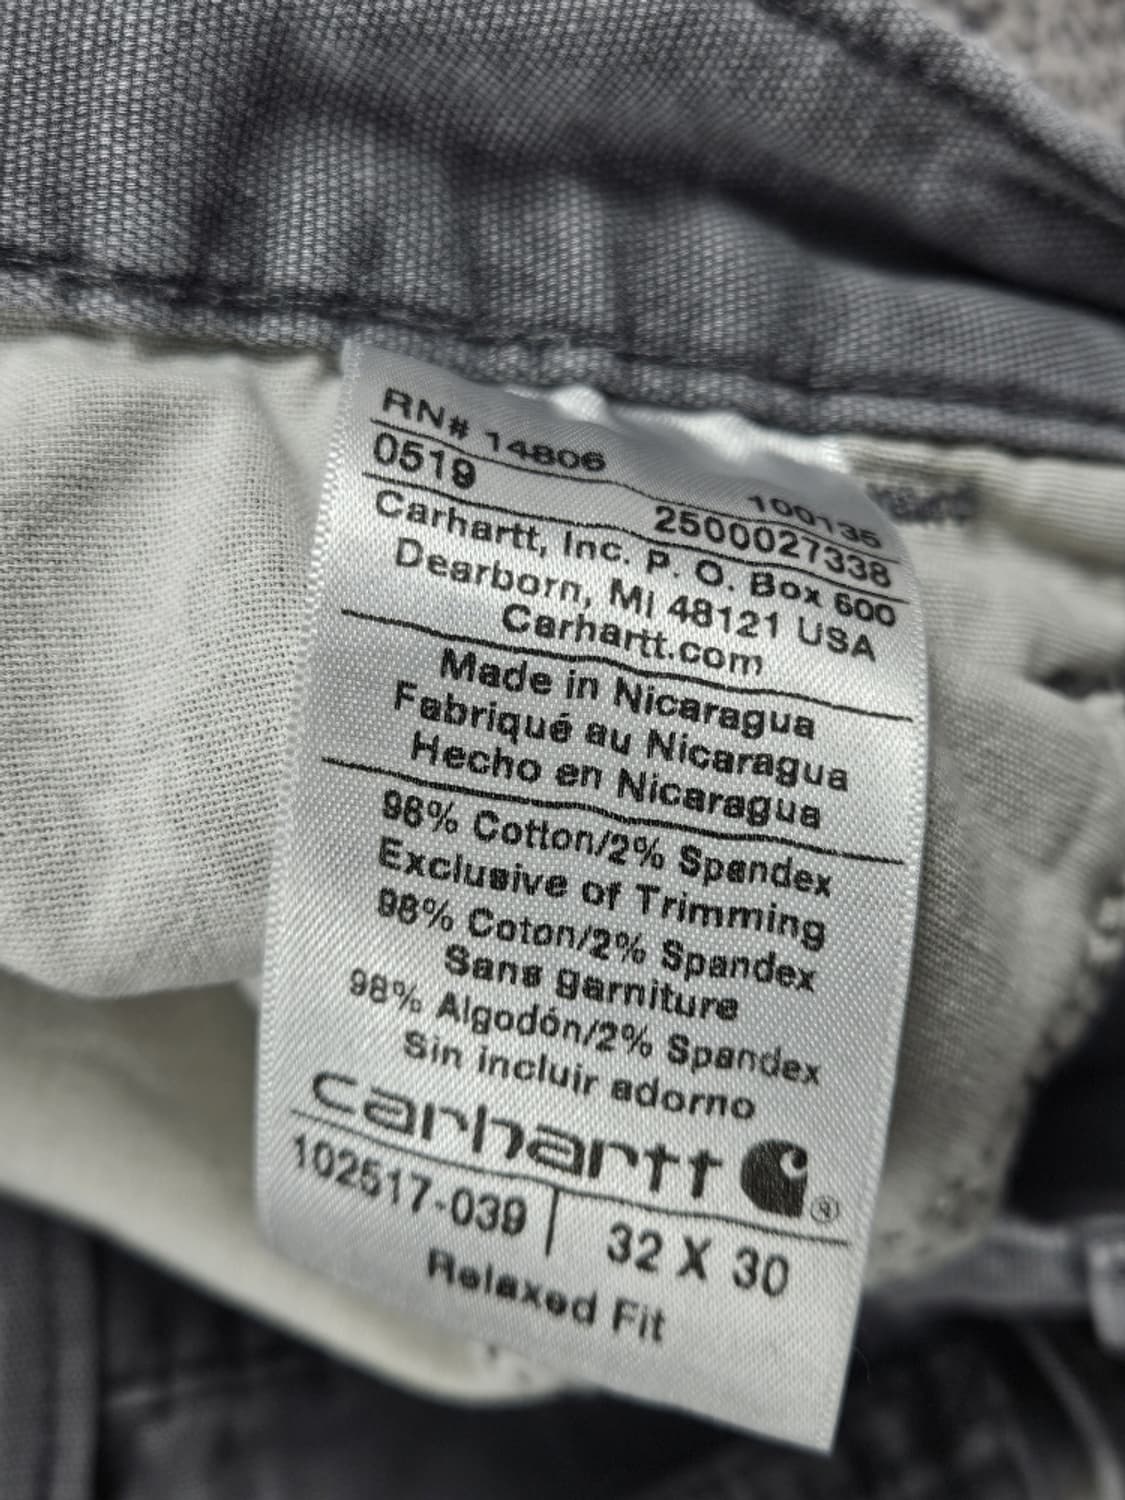 RN# 14806 100135
0519 2500027338
Carhartt, Inc. P. O. Box 600
Dearborn, MI 48121 USA
Carhartt.com
Made in Nicaragua
Fabriqué au Nicaragua
Hecho en Nicaragua
98% Cotton/2% Spandex
Exclusive of Trimming
98% Coton/2% Spandex
Sans garniture
98% Algodón/2% Spandex
Sin incluir adorno
carhartt ®
102517-039 | 32 X 30
Relaxed Fit